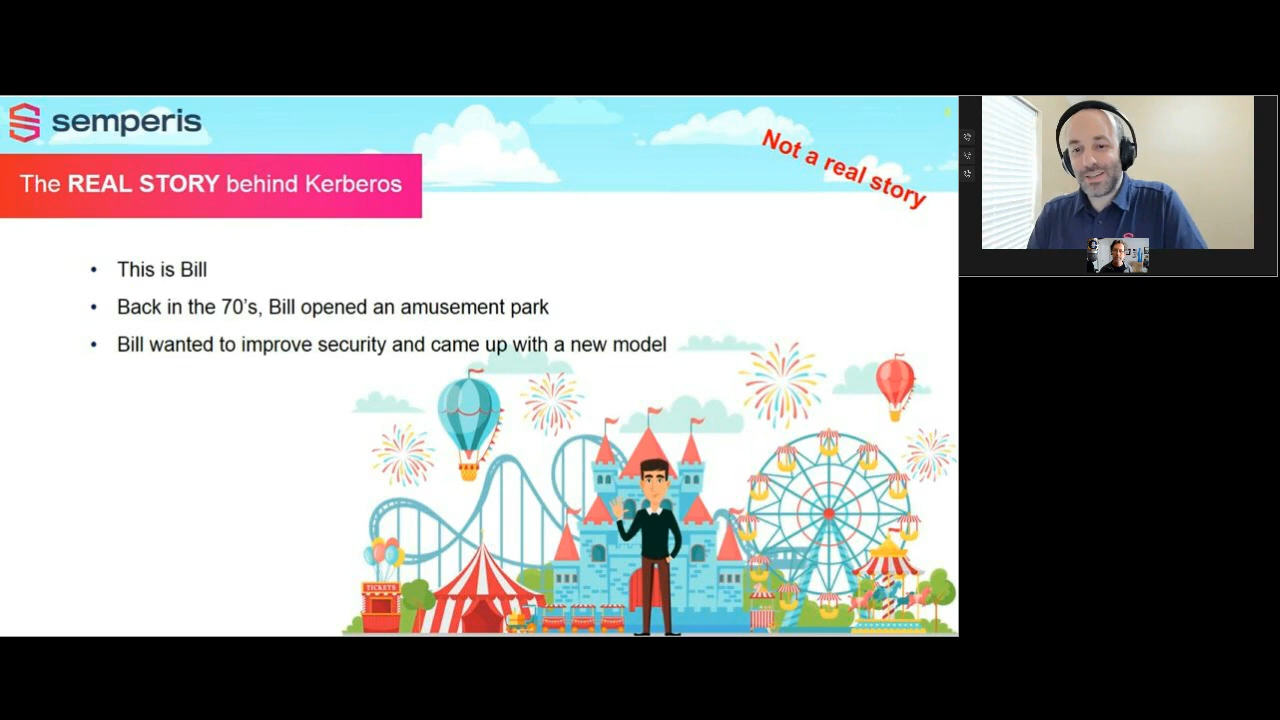 semperis
Not a real story
The REAL STORY behind Kerberos
• This is Bill
• Back in the 70's, Bill opened an amusement park
• Bill wanted to improve security and came up with a new model
TICKETS